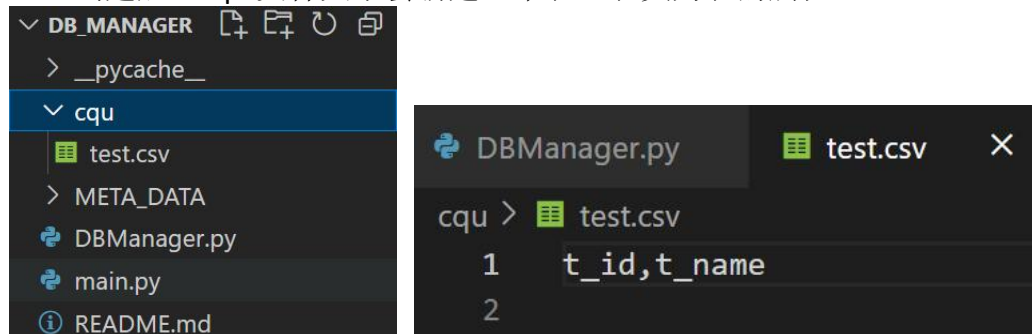 DB_MANAGER
__pycache__
cqu
test.csv
META_DATA
DBManager.py
main.py
README.md
DBManager.py test.csv
cqu > test.csv
1 t_id,t_name
2